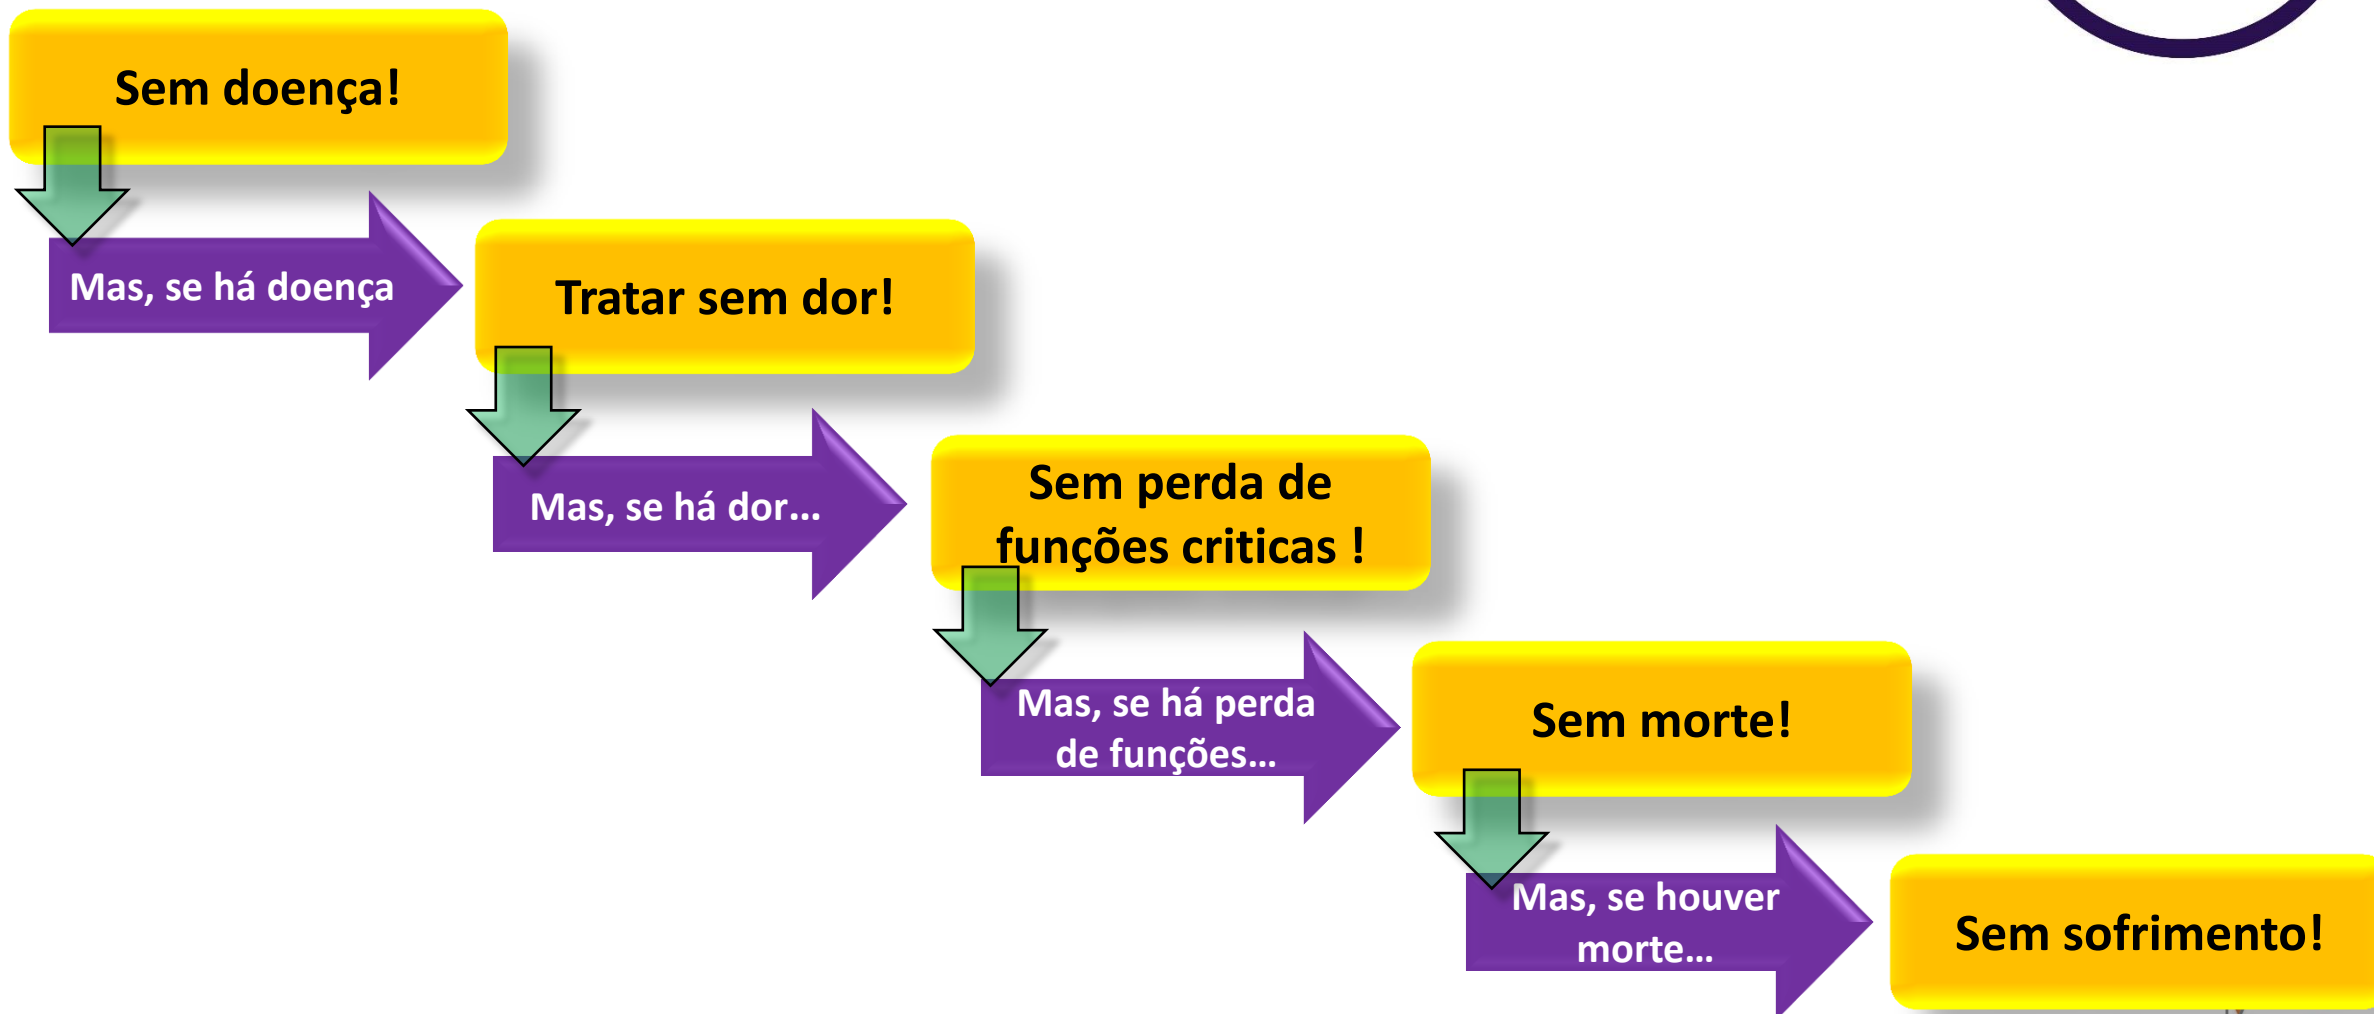 Sem doença!
Mas, se há doença
Tratar sem dor!
Mas, se há dor...
Sem perda de
funções criticas !
Mas, se há perda
de funções...
Sem morte!
Mas, se houver
morte...
Sem sofrimento!